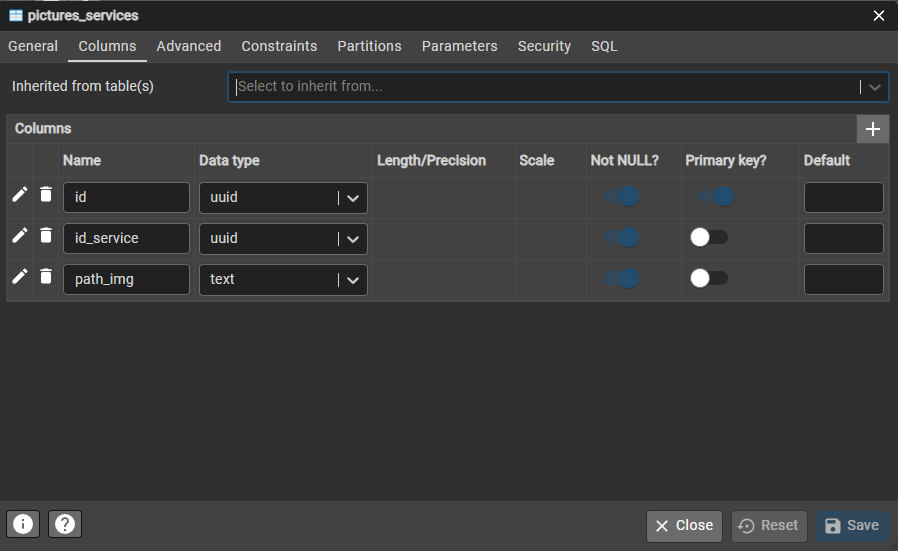 pictures_services
General Columns Advanced Constraints Partitions Parameters Security SQL
Inherited from table(s) Select to inherit from...
Columns
Name Data type Length/Precision Scale Not NULL? Primary key? Default
id uuid
id_service uuid
path_img text
Close Reset Save